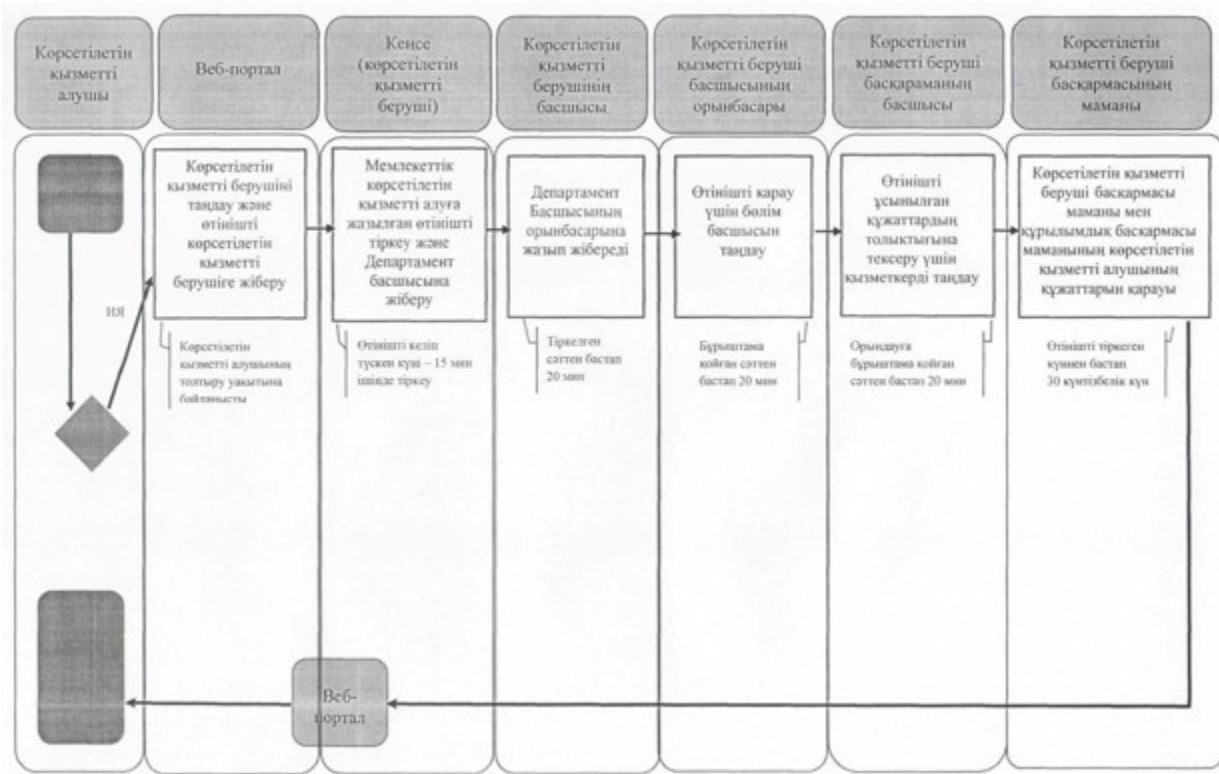 Көрсетілетін
қызметті
алушы
Веб-портал
Кеңсе
(көрсетілетін
қызметті
беруші)
Көрсетілетін
қызметті
берушінің
басшысы
Көрсетілетін
қызметті беруші
басшысының
орынбасары
Көрсетілетін
қызметті беруші
басқараманың
басшысы
Көрсетілетін
қызметті беруші
басқармасының
маманы
Көрсетілетін
қызметті берушіні
таңдау және
өтінішті
көрсетілетін
қызметті
берушіге жіберу
Мемлекеттік
көрсетілетін
қызметті алуға
жазылған өтінішті
тіркеу және
Департамент
басшысына
жіберу
Департамент
Басшысының
орынбасарына
жазып жібереді
Өтінішті қарау
үшін бөлім
басшысын
таңдау
Өтінішті
ұсынылған
құжаттардың
толықтығына
тексеру үшін
қызметкерді таңдау
Көрсетілетін қызметті
беруші басқармасы
маманы мен
құрылымдық басқармасы
маманының көрсетілетін
қызметті алушының
құжаттарын қарауы
ИЯ
Көрсетілетін
қызметті алушының
толтыру уақытына
байланысты
Өтінішті келіп
түскен күні – 15 мин
ішінде тіркеу
Тіркелген
сәттен бастап
20 мин
Бұрыштама
қойған сәттен
бастап 20 мин
Орындауға
бұрыштама қойған
сәттен бастап 20 мин
Өтінішті тіркеген
күннен бастап
30 күнтізбелік күн
Веб-
портал